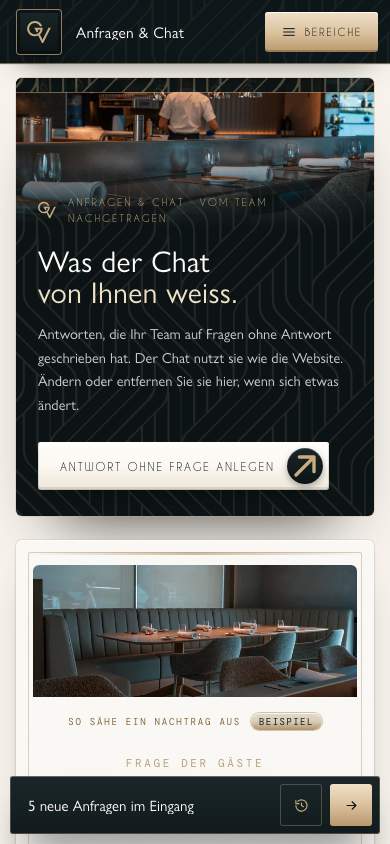 GV
Anfragen & Chat
BEREICHE
GV
ANFRAGEN & CHAT · VOM TEAM
NACHGETRAGEN
Was der Chat
von Ihnen weiss.
Antworten, die Ihr Team auf Fragen ohne Antwort
geschrieben hat. Der Chat nutzt sie wie die Website.
Ändern oder entfernen Sie sie hier, wenn sich etwas
ändert.
ANTWORT OHNE FRAGE ANLEGEN
SO SÄHE EIN NACHTRAG AUS
BEISPIEL
FRAGE DER GÄSTE
5 neue Anfragen im Eingang